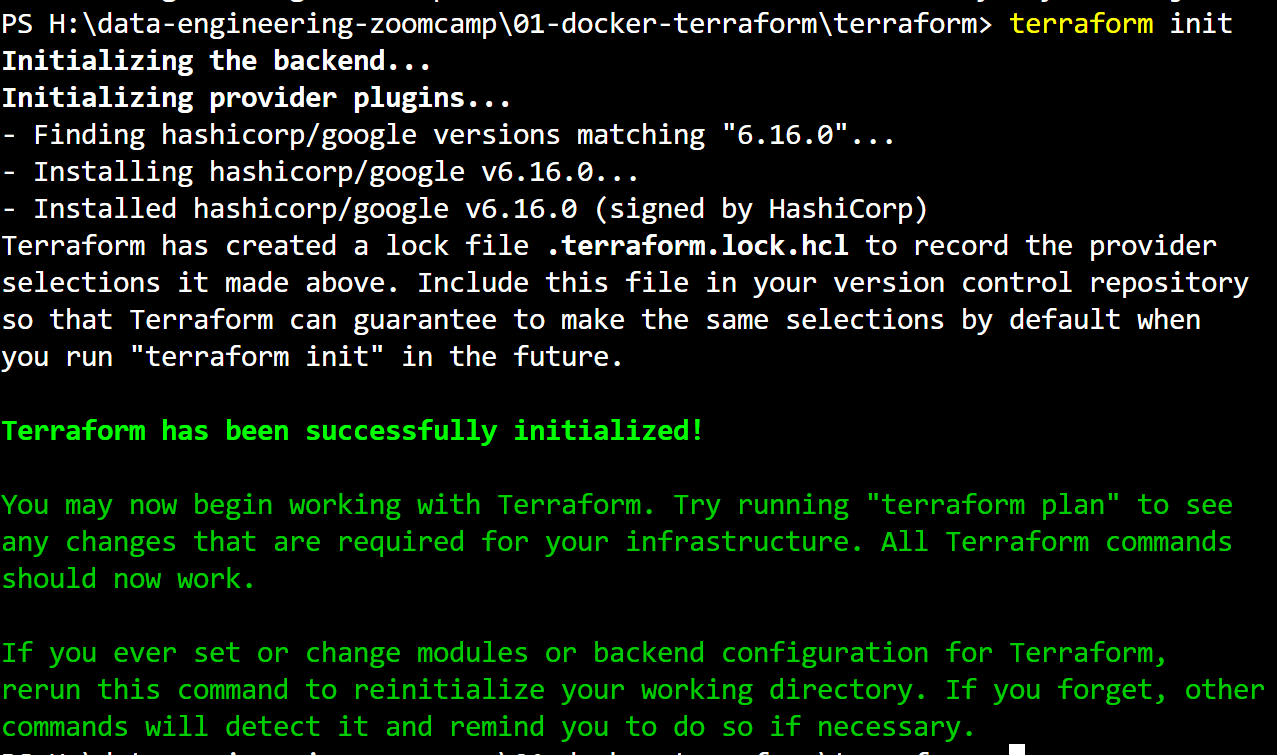 PS H:\data-engineering-zoomcamp\01-docker-terraform\terraform> terraform init
Initializing the backend...
Initializing provider plugins...
- Finding hashicorp/google versions matching "6.16.0"...
- Installing hashicorp/google v6.16.0...
- Installed hashicorp/google v6.16.0 (signed by HashiCorp)
Terraform has created a lock file .terraform.lock.hcl to record the provider
selections it made above. Include this file in your version control repository
so that Terraform can guarantee to make the same selections by default when
you run "terraform init" in the future.
Terraform has been successfully initialized!
You may now begin working with Terraform. Try running "terraform plan" to see
any changes that are required for your infrastructure. All Terraform commands
should now work.
If you ever set or change modules or backend configuration for Terraform,
rerun this command to reinitialize your working directory. If you forget, other
commands will detect it and remind you to do so if necessary.